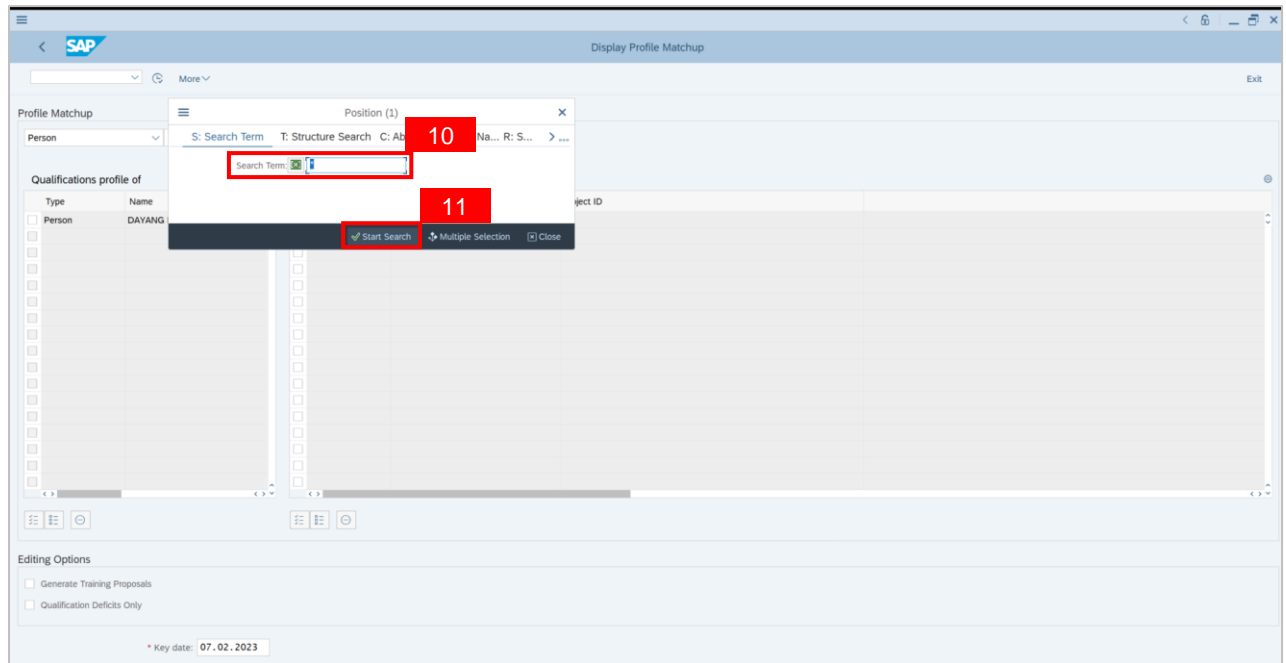 SAP
Display Profile Matchup
More
Exit
Profile Matchup
Position (1)
Person
S: Search Term T: Structure Search C: Ab 10 Na... R: S... ...
Search Term: *
Qualifications profile of
11
Type Name ject ID
Person DAYANG
Start Search Multiple Selection Close
Editing Options
Generate Training Proposals
Qualification Deficits Only
* Key date: 07.02.2023